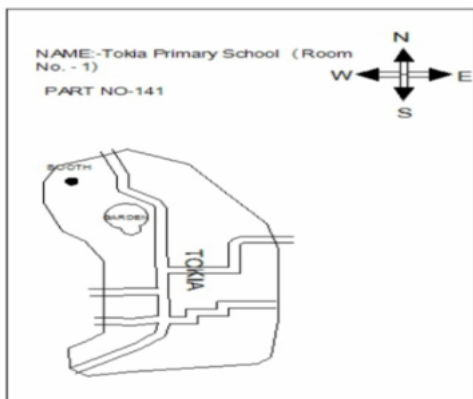 NAME:-Tokia Primary School (Room
No. - 1)
PART NO-141
N
W
E
S
BOOTH
GARDEN
TOKIA